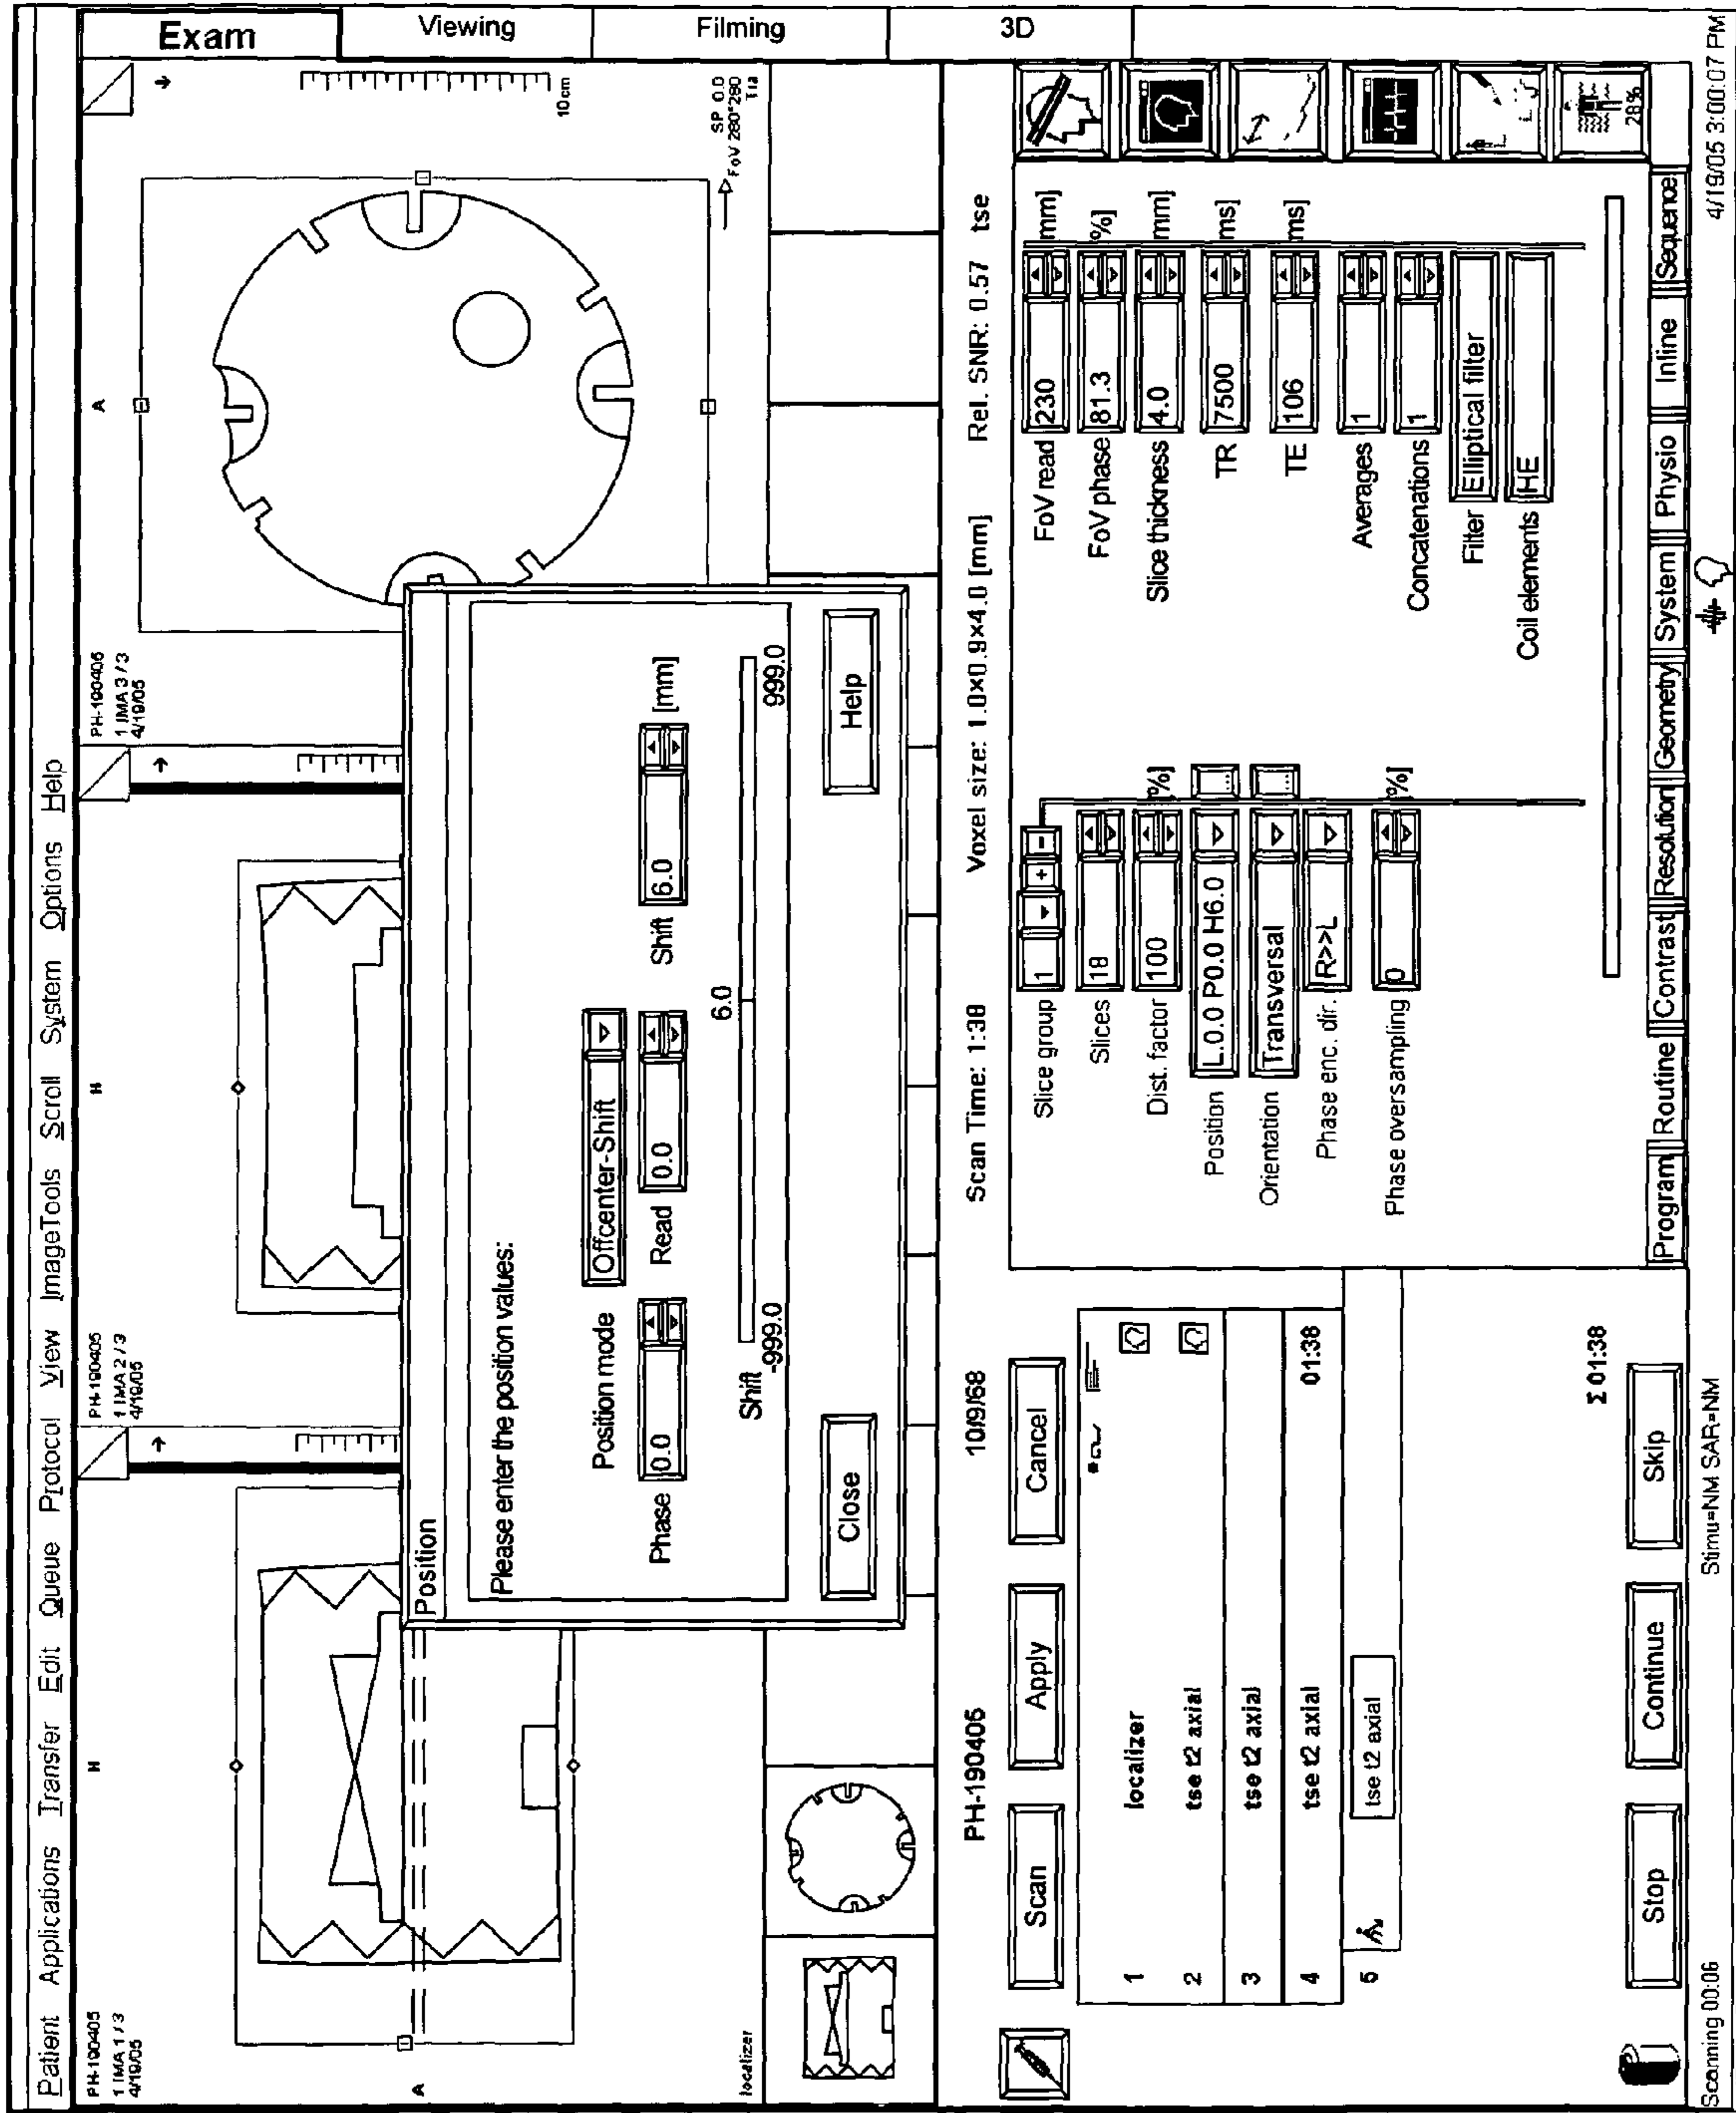 Patient Applications Transfer Edit Queue Protocol View ImageTools Scroll System Options Help
Exam
Viewing
Filming
3D
PH-190405
1 IMA 1 / 3
4/19/05
H
A
PH-190405
1 IMA 2 / 3
4/19/05
H
PH-190405
1 IMA 3 / 3
4/19/05
A
10cm
SP 0.0
FoV 280*280
localizer
Position
Please enter the position values:
Position mode Offcenter-Shift
Phase 0.0 Read 0.0 Shift 6.0 [mm]
6.0
Shift
-999.0 999.0
Close Help
PH-190405 10/9/68
Scan Apply Cancel
1 localizer
2 tse t2 axial
3 tse t2 axial
4 tse t2 axial 01:38
5 tse t2 axial
Σ 01:38
Stop Continue Skip
Scan Time: 1:38 Voxel size: 1.0×0.9×4.0 [mm] Rel. SNR: 0.57 tse
Slice group 1 + -
Slices 18
Dist. factor 100 [%]
Position L0.0 P0.0 H6.0 ...
Orientation Transversal ...
Phase enc. dir. R>>L
Phase oversampling 0 [%]
FoV read 230 mm]
FoV phase 81.3 %]
Slice thickness 4.0 mm]
TR 7500 ms]
TE 106 ms]
Averages 1
Concatenations 1
Filter Elliptical filter
Coil elements HE
28%
Program Routine Contrast Resolution Geometry System Physio Inline Sequence
Scanning 00:06 Stimu=NM SAR=NM 4/19/05 3:00:07 PM